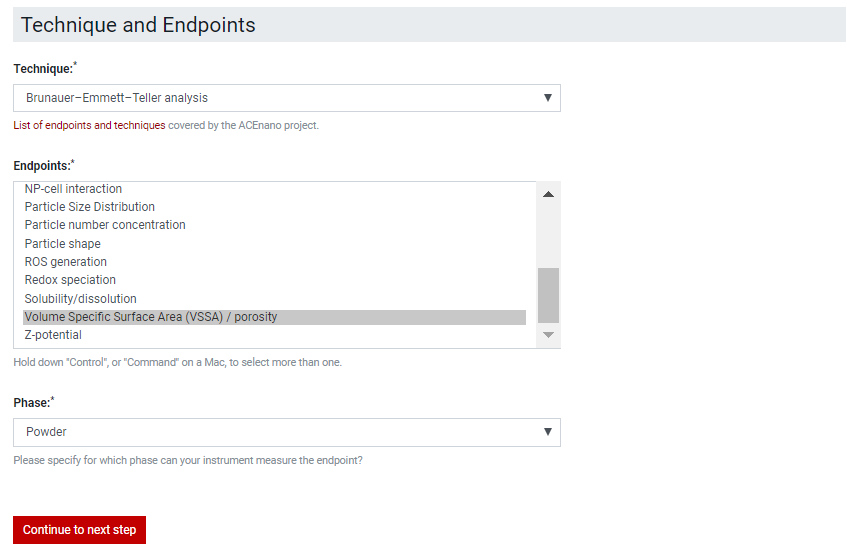 Technique and Endpoints
Technique:*
Brunauer–Emmett–Teller analysis
List of endpoints and techniques covered by the ACEnano project.
Endpoints:*
NP-cell interaction
Particle Size Distribution
Particle number concentration
Particle shape
ROS generation
Redox speciation
Solubility/dissolution
Volume Specific Surface Area (VSSA) / porosity
Z-potential
Hold down "Control", or "Command" on a Mac, to select more than one.
Phase:*
Powder
Please specify for which phase can your instrument measure the endpoint?
Continue to next step